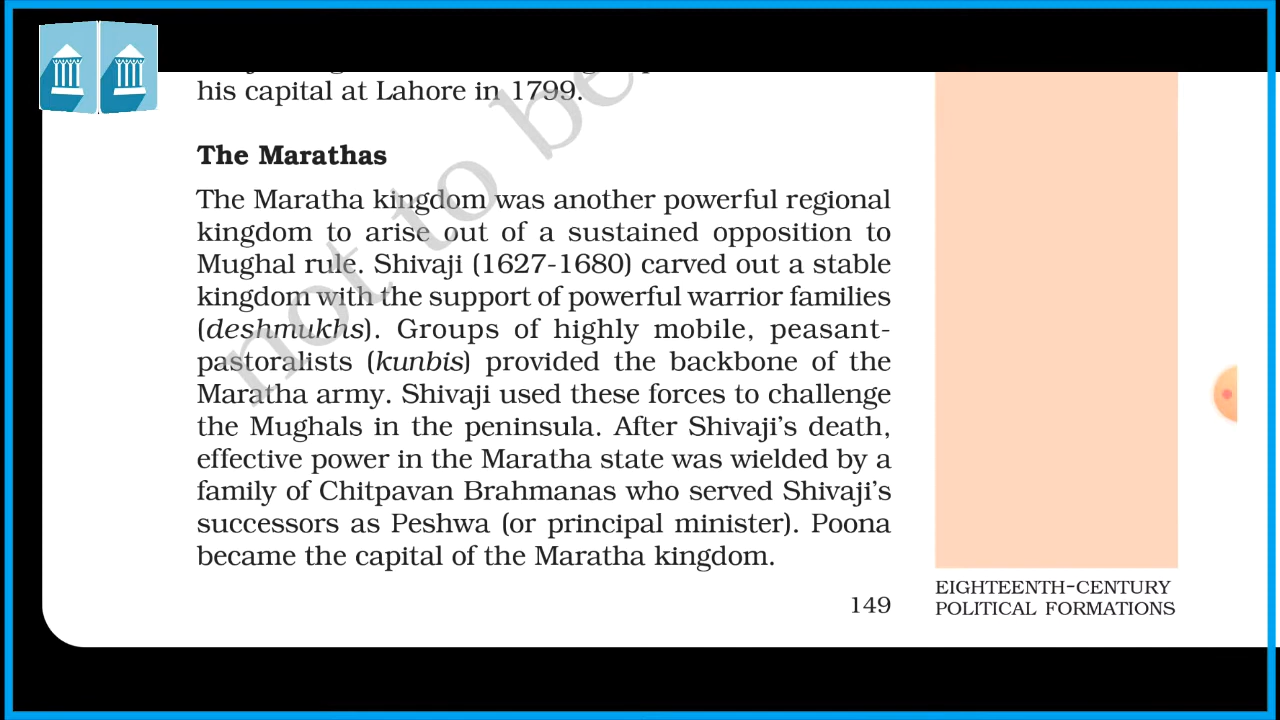 his capital at Lahore in 1799.
The Marathas
The Maratha kingdom was another powerful regional
kingdom to arise out of a sustained opposition to
Mughal rule. Shivaji (1627-1680) carved out a stable
kingdom with the support of powerful warrior families
(deshmukhs). Groups of highly mobile, peasant-
pastoralists (kunbis) provided the backbone of the
Maratha army. Shivaji used these forces to challenge
the Mughals in the peninsula. After Shivaji's death,
effective power in the Maratha state was wielded by a
family of Chitpavan Brahmanas who served Shivaji's
successors as Peshwa (or principal minister). Poona
became the capital of the Maratha kingdom.
149
EIGHTEENTH-CENTURY
POLITICAL FORMATIONS
not to be